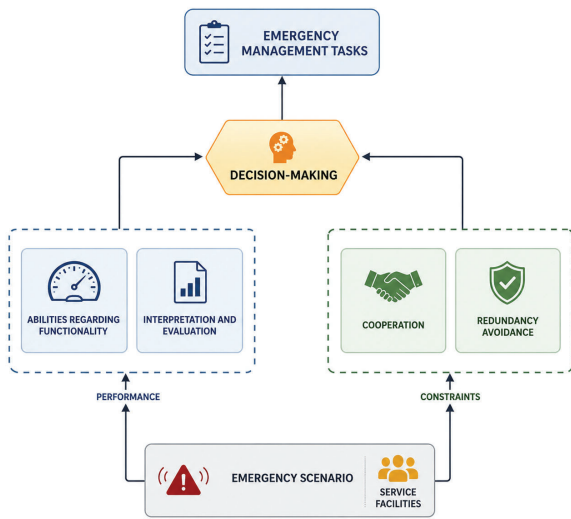 EMERGENCY
MANAGEMENT TASKS
DECISION-MAKING
ABILITIES REGARDING
FUNCTIONALITY
INTERPRETATION AND
EVALUATION
COOPERATION
REDUNDANCY
AVOIDANCE
PERFORMANCE
CONSTRAINTS
EMERGENCY SCENARIO
SERVICE
FACILITIES